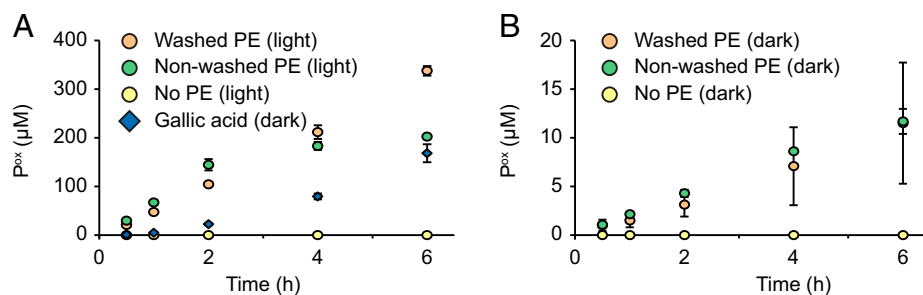 A
400
300
200
100
0
Pox (µM)
Washed PE (light)
Non-washed PE (light)
No PE (light)
Gallic acid (dark)
0 2 4 6
Time (h)
B
20
15
10
5
0
Pox (µM)
Washed PE (dark)
Non-washed PE (dark)
No PE (dark)
0 2 4 6
Time (h)